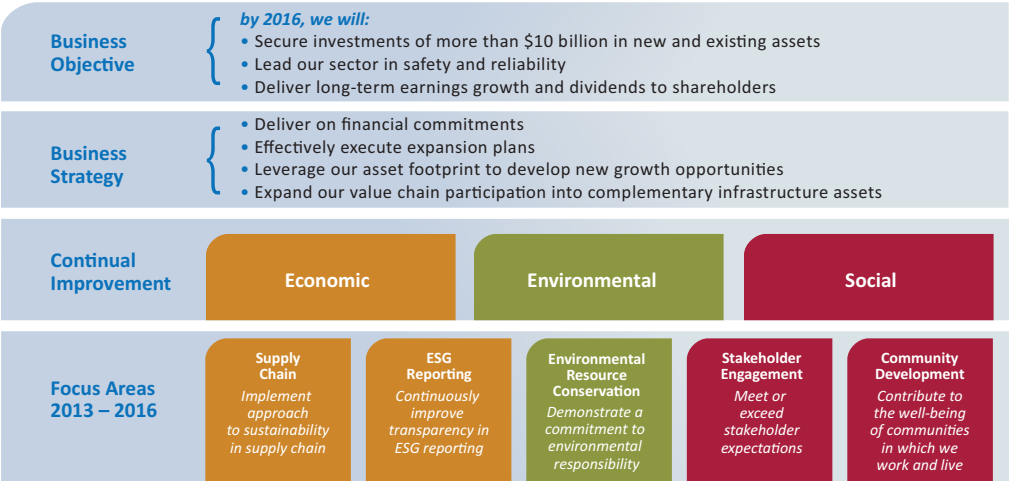 Business
Objective
by 2016, we will:
• Secure investments of more than $10 billion in new and existing assets
• Lead our sector in safety and reliability
• Deliver long-term earnings growth and dividends to shareholders
Business
Strategy
• Deliver on financial commitments
• Effectively execute expansion plans
• Leverage our asset footprint to develop new growth opportunities
• Expand our value chain participation into complementary infrastructure assets
Continual
Improvement
Economic
Environmental
Social
Focus Areas
2013 – 2016
Supply
Chain
Implement
approach
to sustainability
in supply chain
ESG
Reporting
Continuously
improve
transparency in
ESG reporting
Environmental
Resource
Conservation
Demonstrate a
commitment to
environmental
responsibility
Stakeholder
Engagement
Meet or
exceed
stakeholder
expectations
Community
Development
Contribute to
the well-being
of communities
in which we
work and live